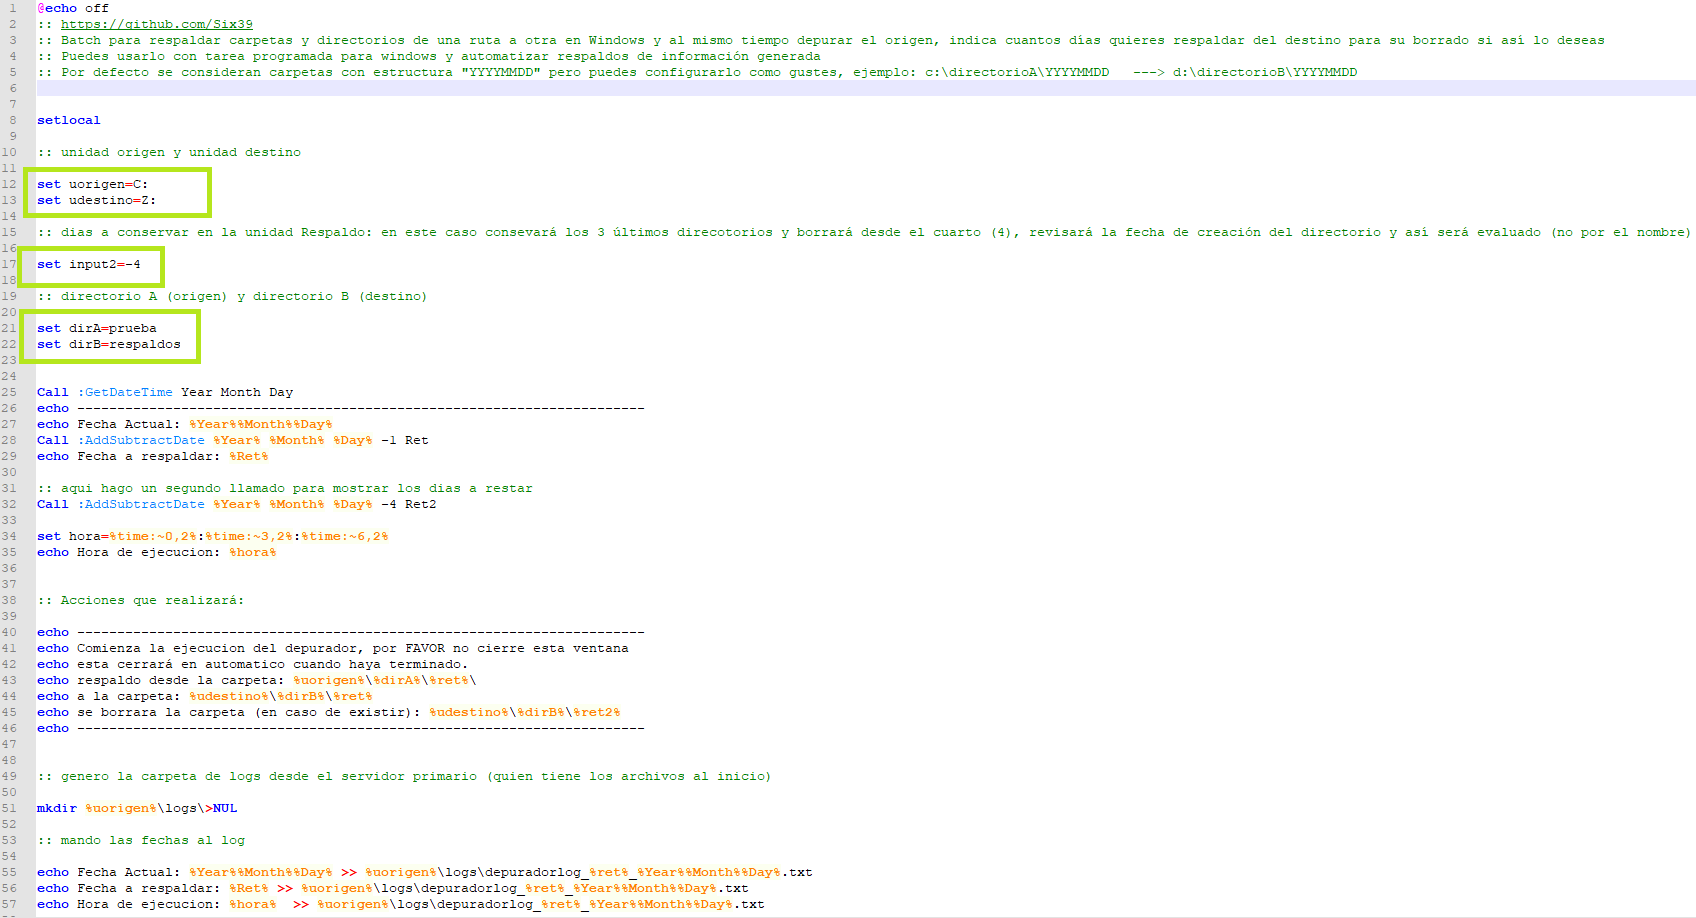 1 @echo off
2 :: https://github.com/Six39
3 :: Batch para respaldar carpetas y directorios de una ruta a otra en Windows y al mismo tiempo depurar el origen, indica cuantos días quieres respaldar del destino para su borrado si así lo deseas
4 :: Puedes usarlo con tarea programada para windows y automatizar respaldos de información generada
5 :: Por defecto se consideran carpetas con estructura "YYYYMMDD" pero puedes configurarlo como gustes, ejemplo: c:\directorioA\YYYYMMDD   ---> d:\directorioB\YYYYMMDD
6
7
8 setlocal
9
10 :: unidad origen y unidad destino
11
12 set uorigen=C:
13 set udestino=Z:
14
15 :: dias a conservar en la unidad Respaldo: en este caso consevará los 3 últimos direcotorios y borrará desde el cuarto (4), revisará la fecha de creación del directorio y así será evaluado (no por el nombre)
16
17 set input2=-4
18
19 :: directorio A (origen) y directorio B (destino)
20
21 set dirA=prueba
22 set dirB=respaldos
23
24
25 Call :GetDateTime Year Month Day
26 echo -----------------------------------------------------------------------
27 echo Fecha Actual: %Year%%Month%%Day%
28 Call :AddSubtractDate %Year% %Month% %Day% -1 Ret
29 echo Fecha a respaldar: %Ret%
30
31 :: aqui hago un segundo llamado para mostrar los dias a restar
32 Call :AddSubtractDate %Year% %Month% %Day% -4 Ret2
33
34 set hora=%time:~0,2%:%time:~3,2%:%time:~6,2%
35 echo Hora de ejecucion: %hora%
36
37
38 :: Acciones que realizará:
39
40 echo -----------------------------------------------------------------------
41 echo Comienza la ejecucion del depurador, por FAVOR no cierre esta ventana
42 echo esta cerrará en automatico cuando haya terminado.
43 echo respaldo desde la carpeta: %uorigen%\%dirA%\%ret%\
44 echo a la carpeta: %udestino%\%dirB%\%ret%
45 echo se borrara la carpeta (en caso de existir): %udestino%\%dirB%\%ret2%
46 echo -----------------------------------------------------------------------
47
48
49 :: genero la carpeta de logs desde el servidor primario (quien tiene los archivos al inicio)
50
51 mkdir %uorigen%\logs\>NUL
52
53 :: mando las fechas al log
54
55 echo Fecha Actual: %Year%%Month%%Day% >> %uorigen%\logs\depuradorlog_%ret%_%Year%%Month%%Day%.txt
56 echo Fecha a respaldar: %Ret% >> %uorigen%\logs\depuradorlog_%ret%_%Year%%Month%%Day%.txt
57 echo Hora de ejecucion: %hora%  >> %uorigen%\logs\depuradorlog_%ret%_%Year%%Month%%Day%.txt